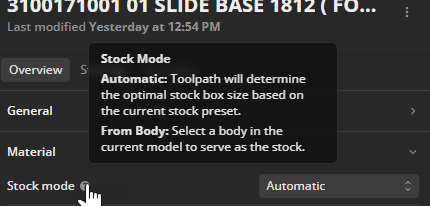 3100171001 01 SLIDE BASE 1812 ( FO...
Last modified Yesterday at 12:54 PM
Stock Mode
Automatic: Toolpath will determine
the optimal stock box size based on
the current stock preset.
From Body: Select a body in the
current model to serve as the stock.
Overview
General
Material
Stock mode
Automatic